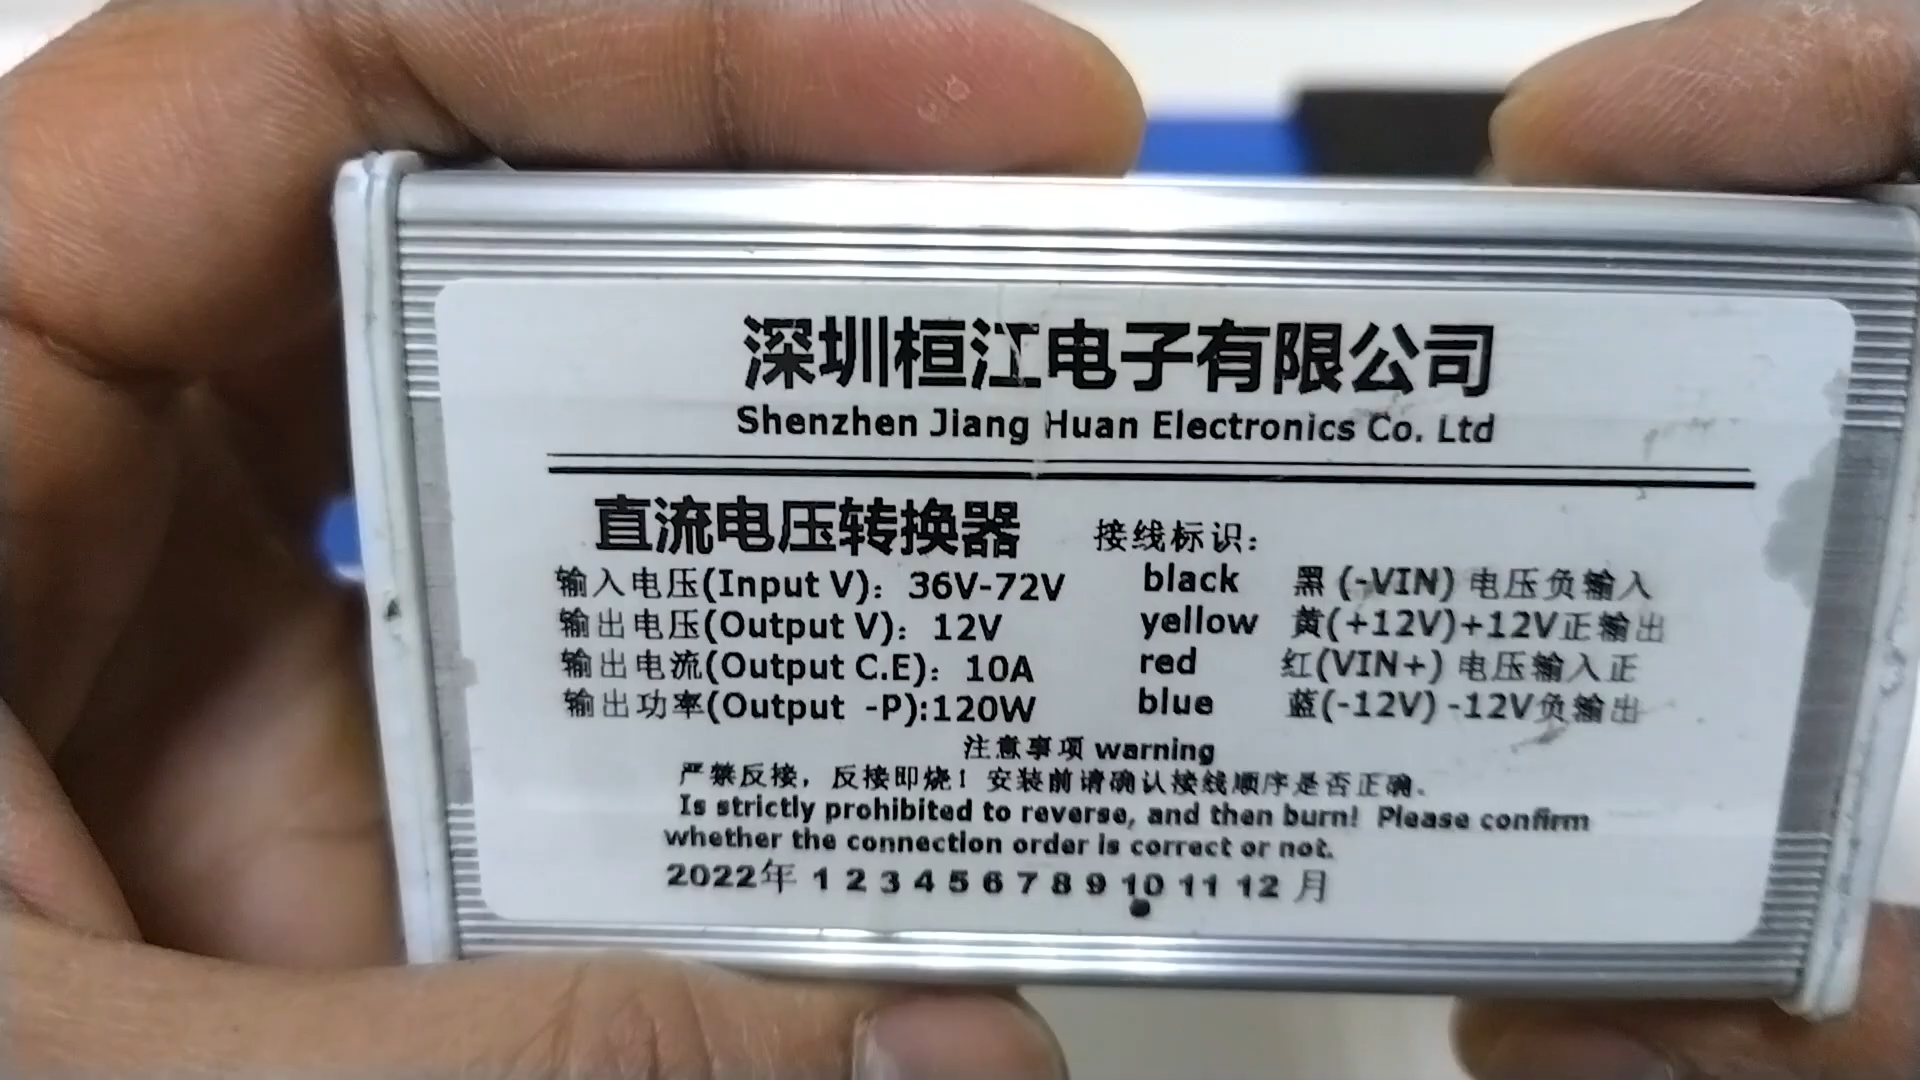 深圳桓江电子有限公司
Shenzhen Jiang Huan Electronics Co. Ltd
直流电压转换器
输入电压(Input V)：36V-72V
输出电压(Output V)：12V
输出电流(Output C.E)：10A
输出功率(Output -P):120W
接线标识：
black 黑 (-VIN) 电压负输入
yellow 黄(+12V)+12V正输出
red 红(VIN+) 电压输入正
blue 蓝(-12V) -12V负输出
注意事项 warning
严禁反接，反接即烧！安装前请确认接线顺序是否正确.
Is strictly prohibited to reverse, and then burn! Please confirm
whether the connection order is correct or not.
2022年 1 2 3 4 5 6 7 8 9 10 11 12 月